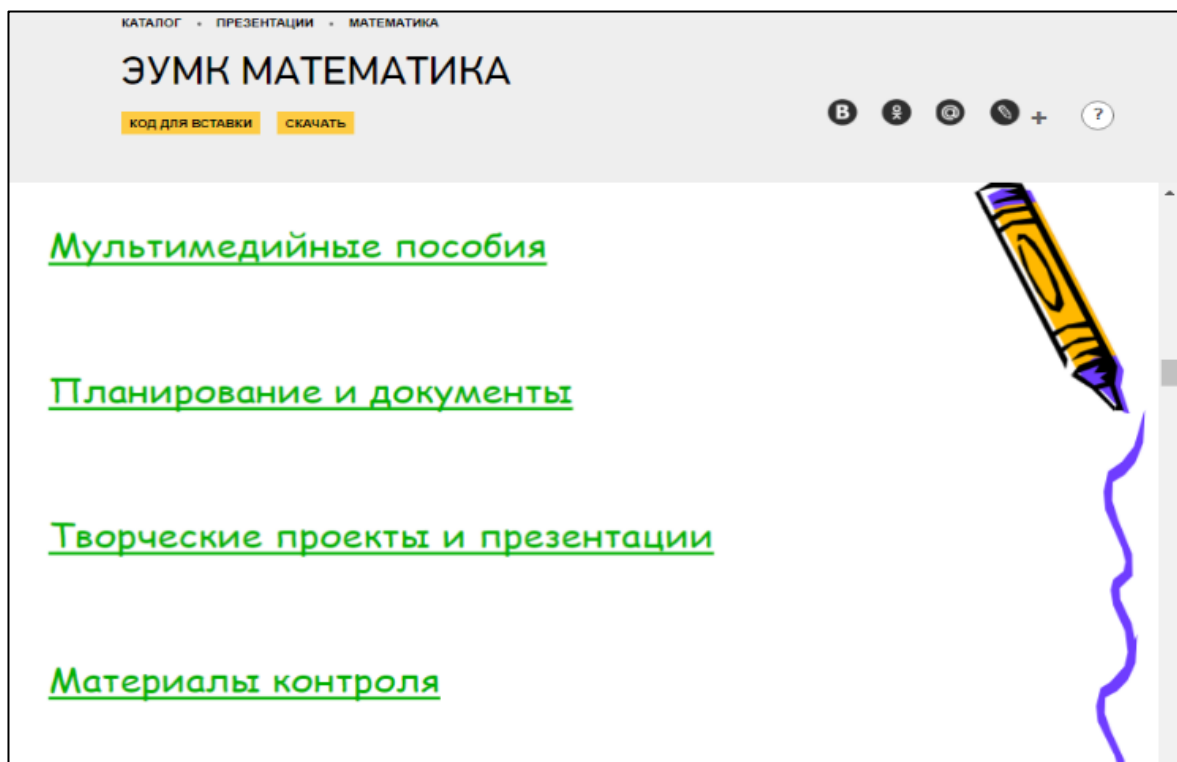 КАТАЛОГ • ПРЕЗЕНТАЦИИ • МАТЕМАТИКА
ЭУМК МАТЕМАТИКА
КОД ДЛЯ ВСТАВКИ СКАЧАТЬ
В @ + ?
Мультимедийные пособия
Планирование и документы
Творческие проекты и презентации
Материалы контроля